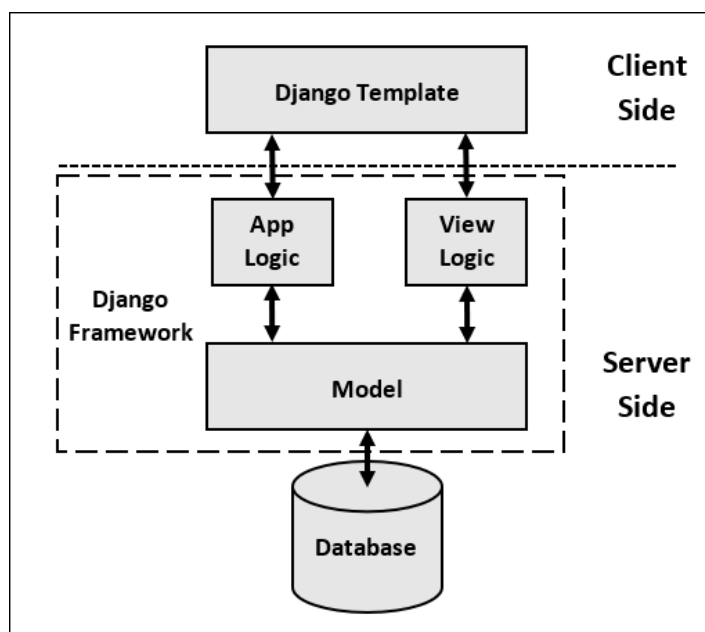 Django Template
Client
Side
App
Logic
View
Logic
Django
Framework
Model
Server
Side
Database